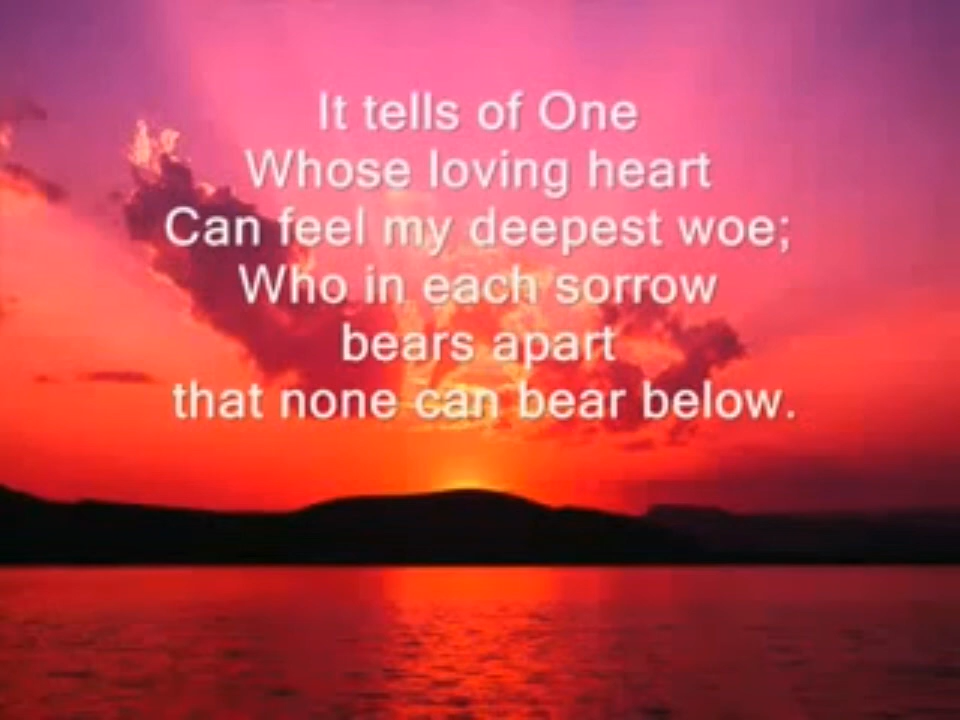 It tells of One
Whose loving heart
Can feel my deepest woe;
Who in each sorrow
bears apart
that none can bear below.